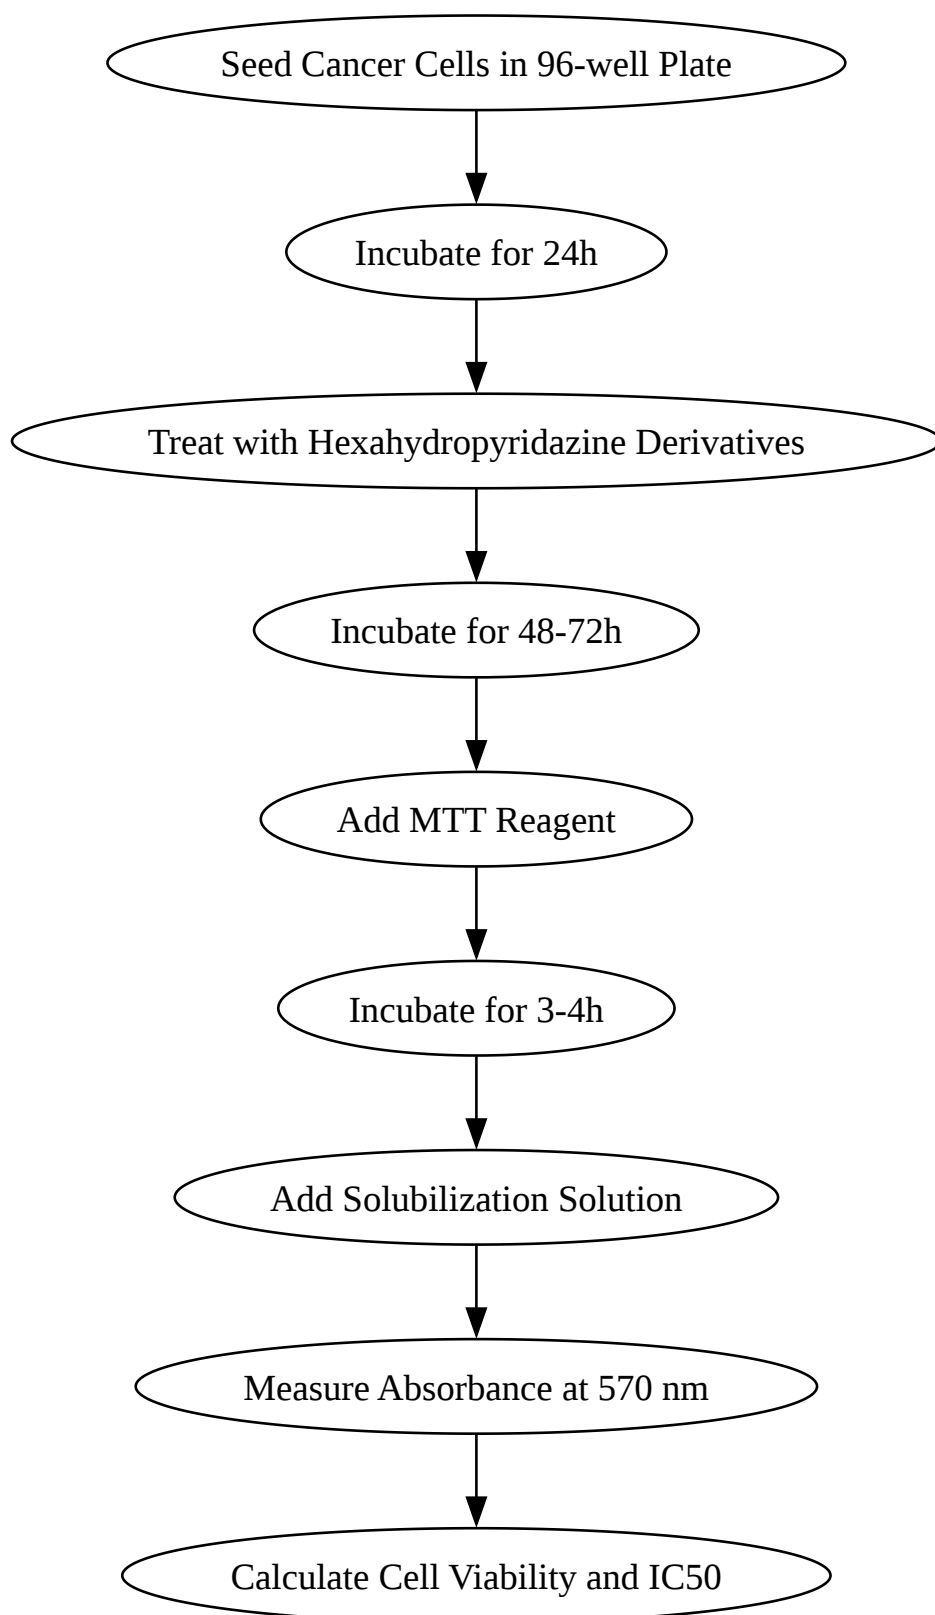 Seed Cancer Cells in 96-well Plate
Incubate for 24h
Treat with Hexahydropyridazine Derivatives
Incubate for 48-72h
Add MTT Reagent
Incubate for 3-4h
Add Solubilization Solution
Measure Absorbance at 570 nm
Calculate Cell Viability and IC50